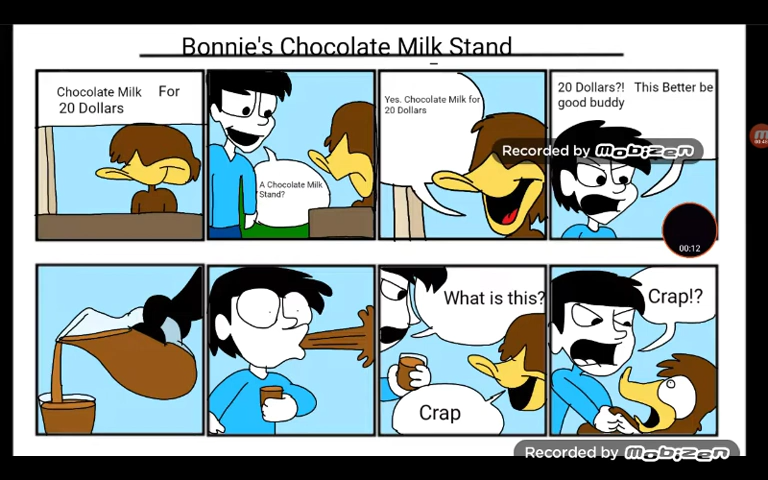 Bonnie's Chocolate Milk Stand
Chocolate Milk For
20 Dollars
A Chocolate Milk
Stand?
Yes. Chocolate Milk for
20 Dollars
20 Dollars?! This Better be
good buddy
Recorded by mobizen
00:12
What is this?
Crap
Crap!?
Recorded by mobizen